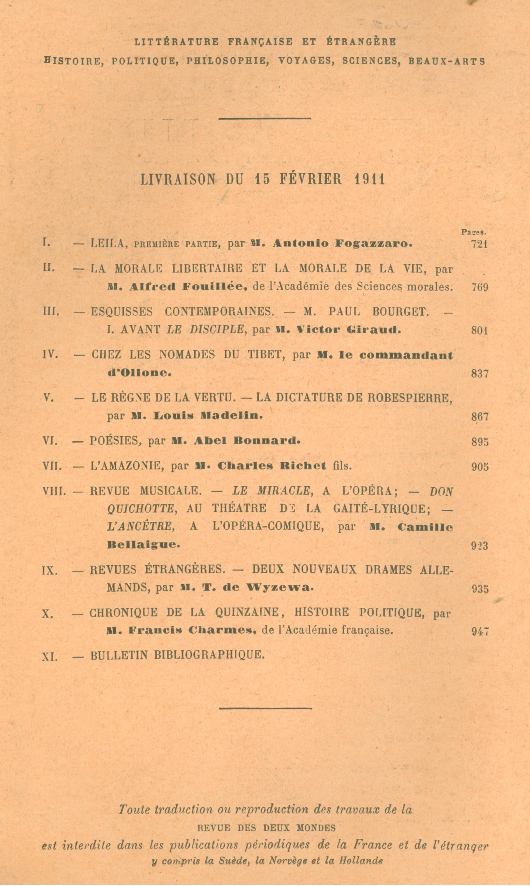 LITTÉRATURE FRANÇAISE ET ÉTRANGÈRE
HISTOIRE, POLITIQUE, PHILOSOPHIE, VOYAGES, SCIENCES, BEAUX-ARTS
LIVRAISON DU 15 FÉVRIER 1911
Pages.
I. — LEILA, PREMIÈRE PARTIE, par M. Antonio Fogazzaro. 721
II. — LA MORALE LIBERTAIRE ET LA MORALE DE LA VIE, par
M. Alfred Fouillée, de l'Académie des Sciences morales. 769
III. — ESQUISSES CONTEMPORAINES. — M. PAUL BOURGET. —
I. AVANT LE DISCIPLE, par M. Victor Giraud. 801
IV. — CHEZ LES NOMADES DU TIBET, par M. le commandant
d'Ollone. 837
V. — LE RÈGNE DE LA VERTU. — LA DICTATURE DE ROBESPIERRE,
par M. Louis Madelin. 867
VI. — POÉSIES, par M. Abel Bonnard. 895
VII. — L'AMAZONIE, par M. Charles Richet fils. 905
VIII. — REVUE MUSICALE. — LE MIRACLE, A L'OPÉRA; — DON
QUICHOTTE, AU THÉATRE DE LA GAITÉ-LYRIQUE; —
L'ANCÊTRE, A L'OPÉRA-COMIQUE, par M. Camille
Bellaigue. 923
IX. — REVUES ÉTRANGÈRES. — DEUX NOUVEAUX DRAMES ALLE-
MANDS, par M. T. de Wyzewa. 935
X. — CHRONIQUE DE LA QUINZAINE, HISTOIRE POLITIQUE, par
M. Francis Charmes, de l'Académie française. 947
XI. — BULLETIN BIBLIOGRAPHIQUE.
Toute traduction ou reproduction des travaux de la
REVUE DES DEUX MONDES
est interdite dans les publications périodiques de la France et de l'étranger
y compris la Suède, la Norvège et la Hollande